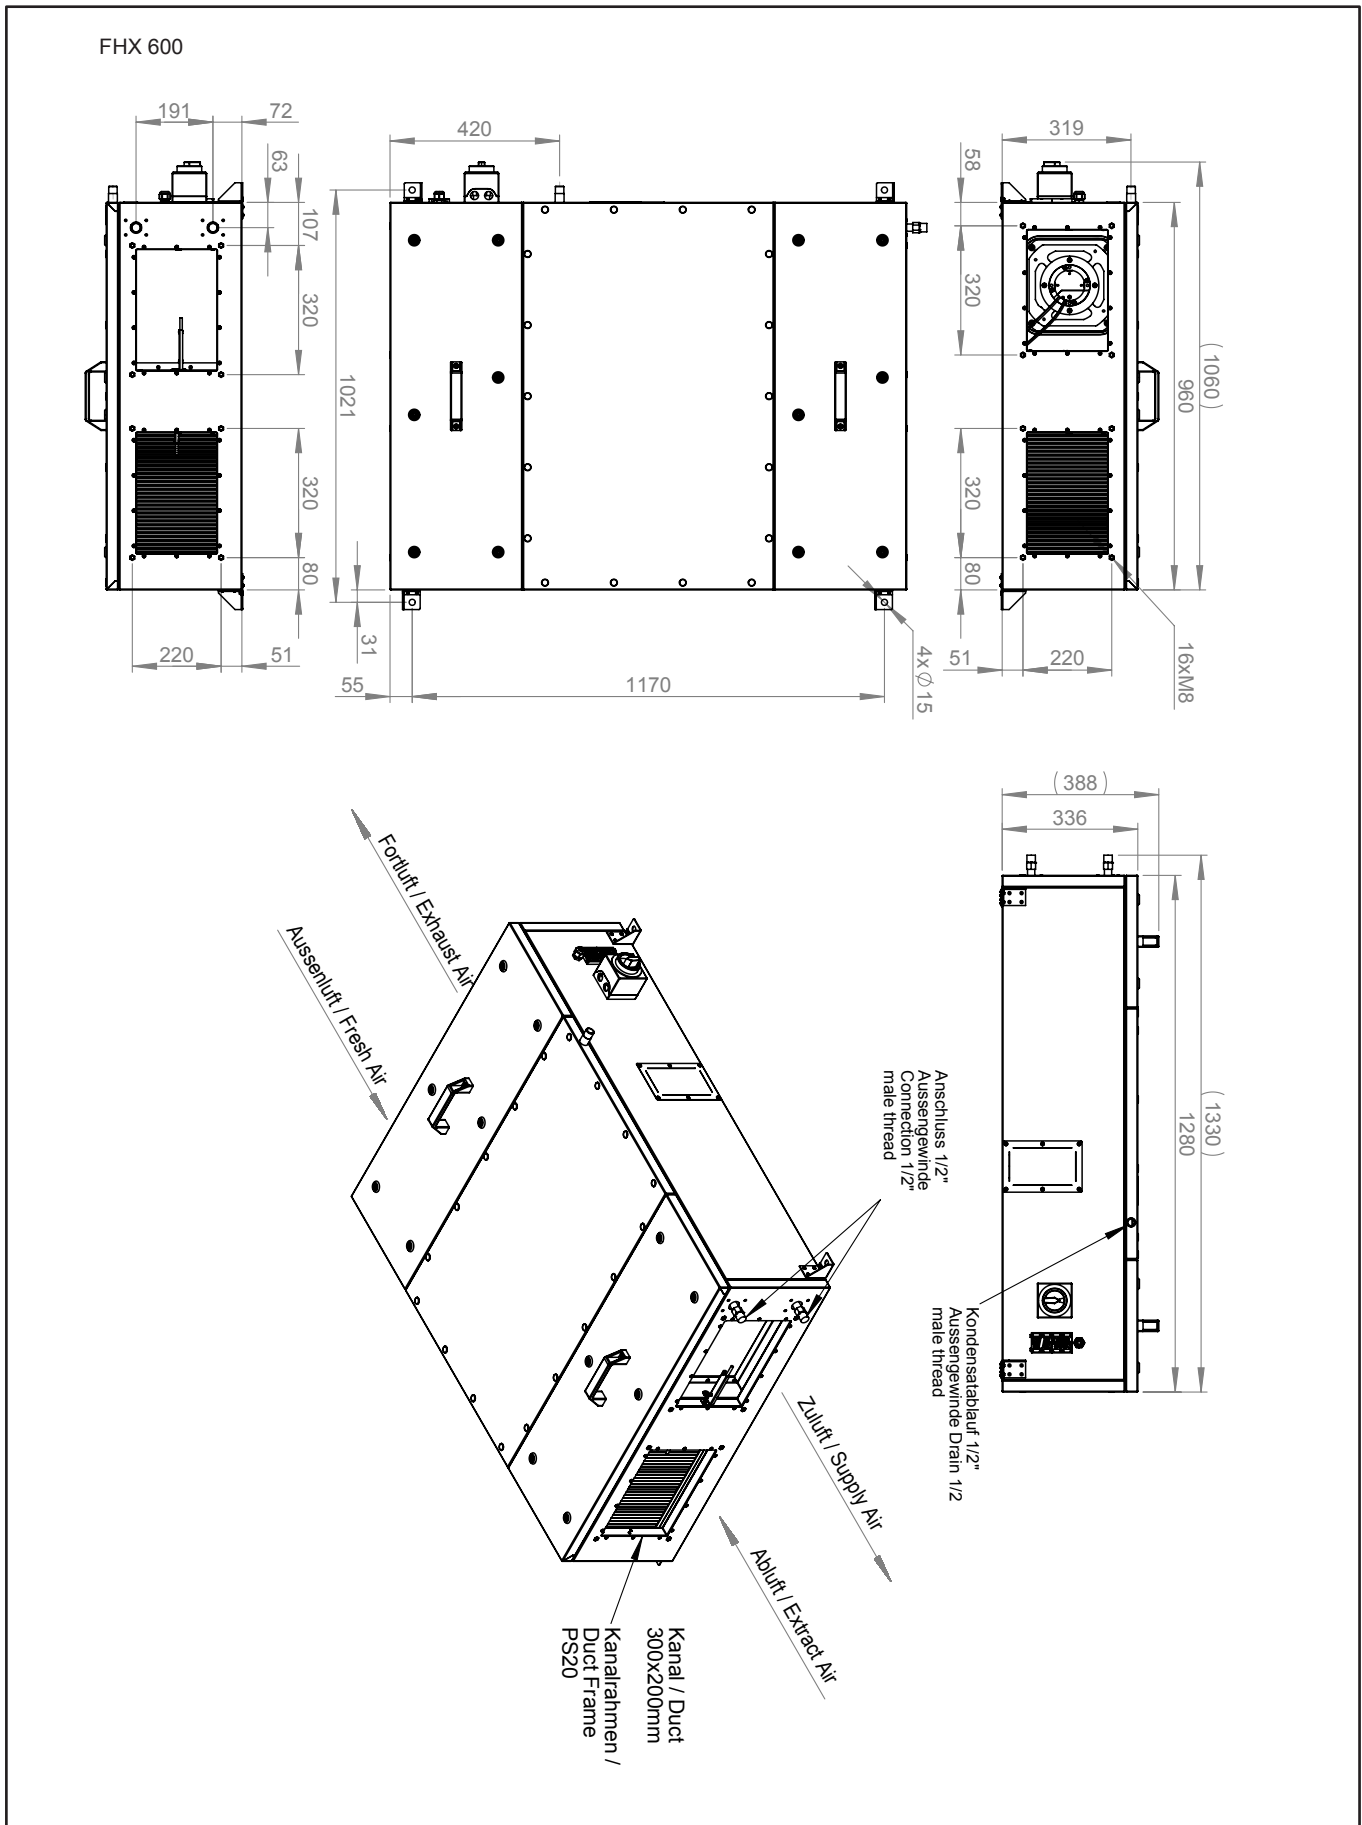 FHX 600
191
72
63
107
320
320
80
220
51
420
1021
31
55
1170
4x Ø 15
319
58
320
(1060)
960
320
80
51
220
16xM8
(388)
336
(1330)
1280
Kondensatablauf 1/2"
Aussengewinde Drain 1/2
male thread
Anschluss 1/2"
Aussengewinde
Connection 1/2"
male thread
Fortluft / Exhaust Air
Aussenluft / Fresh Air
Zuluft / Supply Air
Abluft / Extract Air
Kanal / Duct
300x200mm
Kanalrahmen /
Duct Frame
PS20